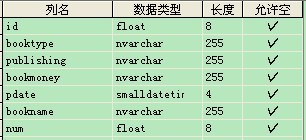 列名 数据类型 长度 允许空
id float 8 ✓
booktype nvarchar 255 ✓
publishing nvarchar 255 ✓
bookmoney nvarchar 255 ✓
pdate smalldatetim 4 ✓
bookname nvarchar 255 ✓
num float 8 ✓